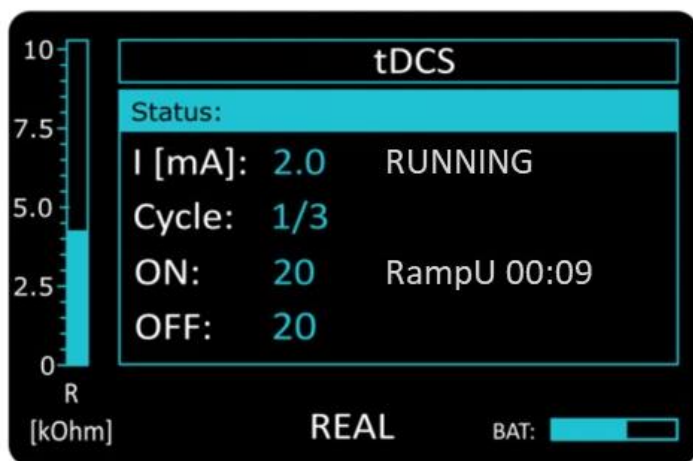 tDCS
10
7.5
5.0
2.5
0
R
[kOhm]
Status:
I [mA]: 2.0 RUNNING
Cycle: 1/3
ON: 20 RampU 00:09
OFF: 20
REAL
BAT: